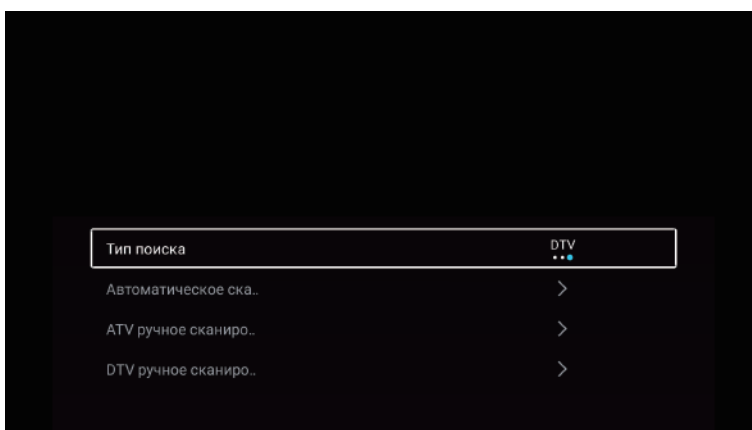 Тип поиска DTV
Автоматическое ска..
ATV ручное сканиро..
DTV ручное сканиро..